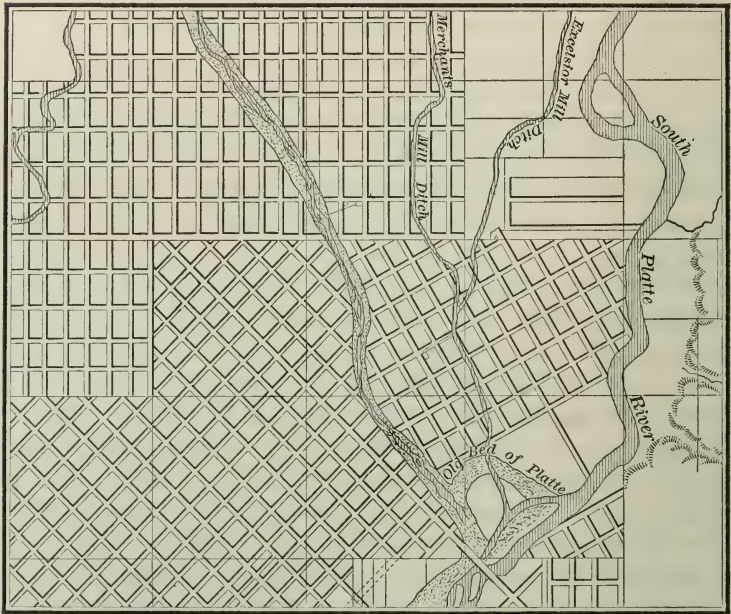 Merchants
Mill Ditch
Excelsior Mill
Ditch
South
Platte
River
Old Bed of Platte